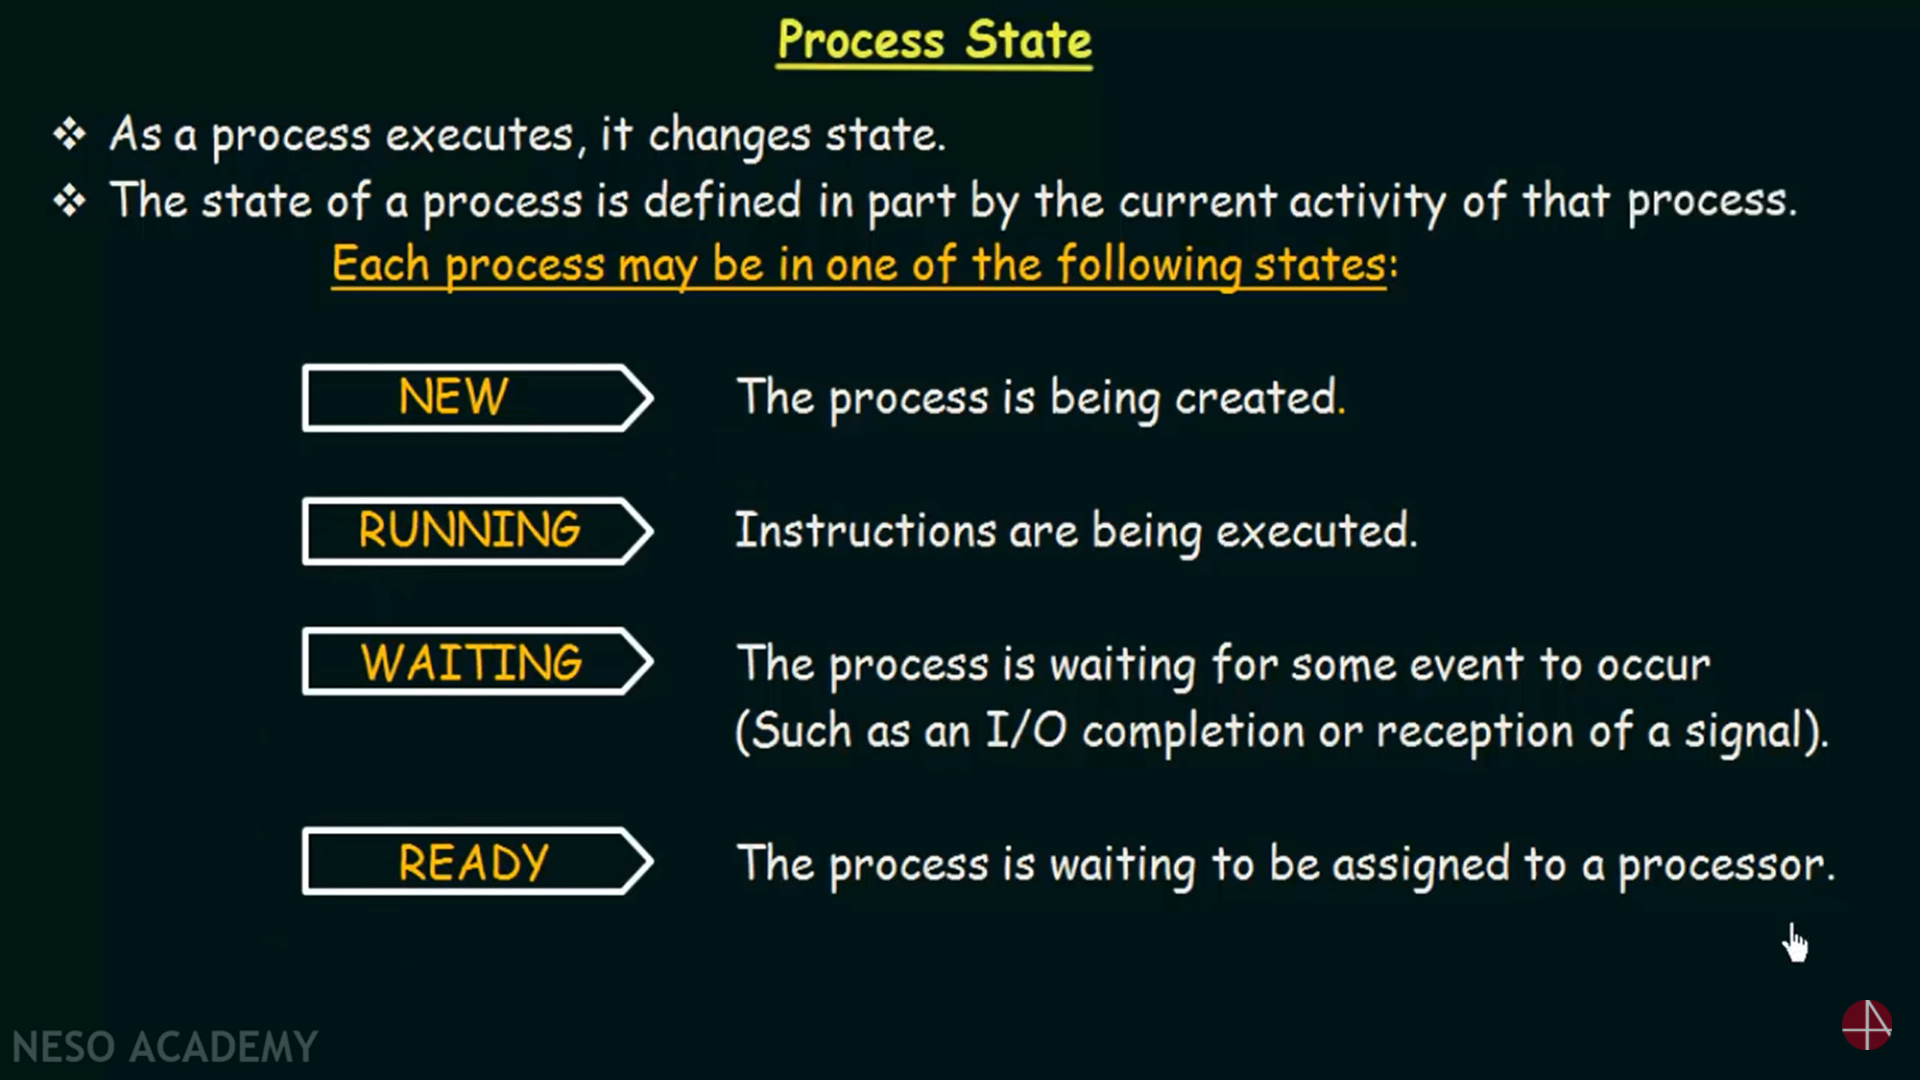 Process State
❖ As a process executes, it changes state.
❖ The state of a process is defined in part by the current activity of that process.
Each process may be in one of the following states:
NEW The process is being created.
RUNNING Instructions are being executed.
WAITING The process is waiting for some event to occur
(Such as an I/O completion or reception of a signal).
READY The process is waiting to be assigned to a processor.
NESO ACADEMY